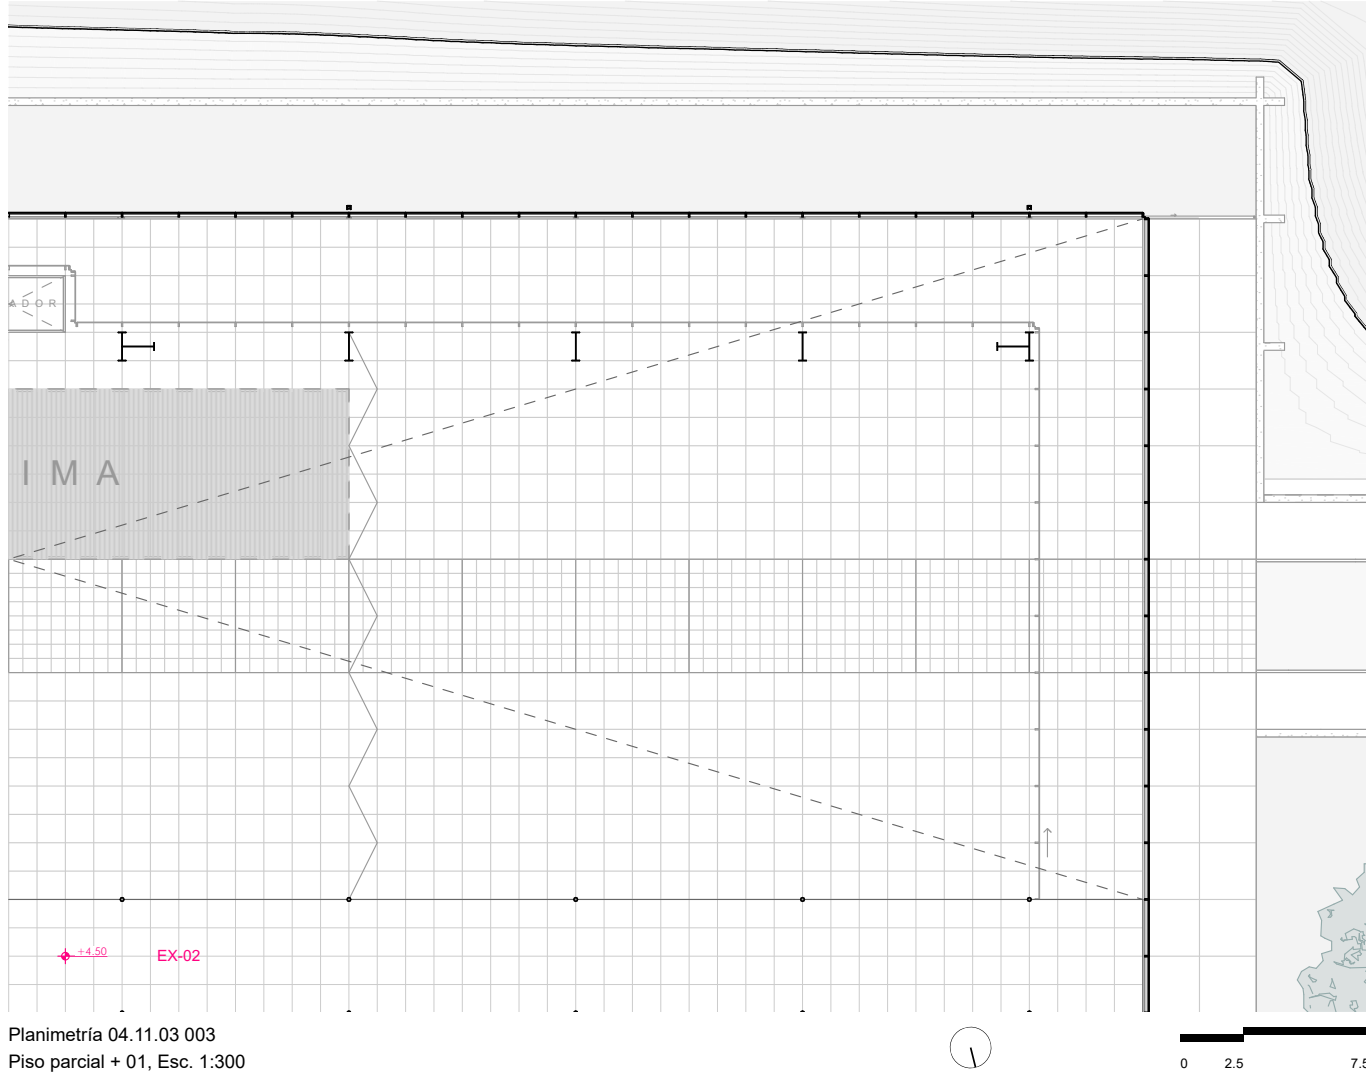 ADOR
IMA
+4.50
EX-02
Planimetría 04.11.03 003
Piso parcial + 01, Esc. 1:300
0 2.5 7.5